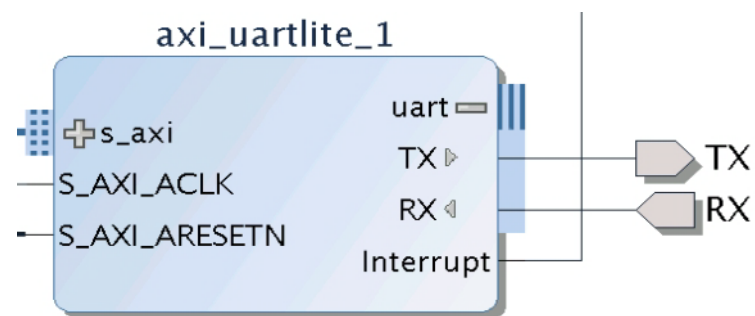 axi_uartlite_1
s_axi
S_AXI_ACLK
S_AXI_ARESETN
uart
TX
RX
Interrupt
TX
RX